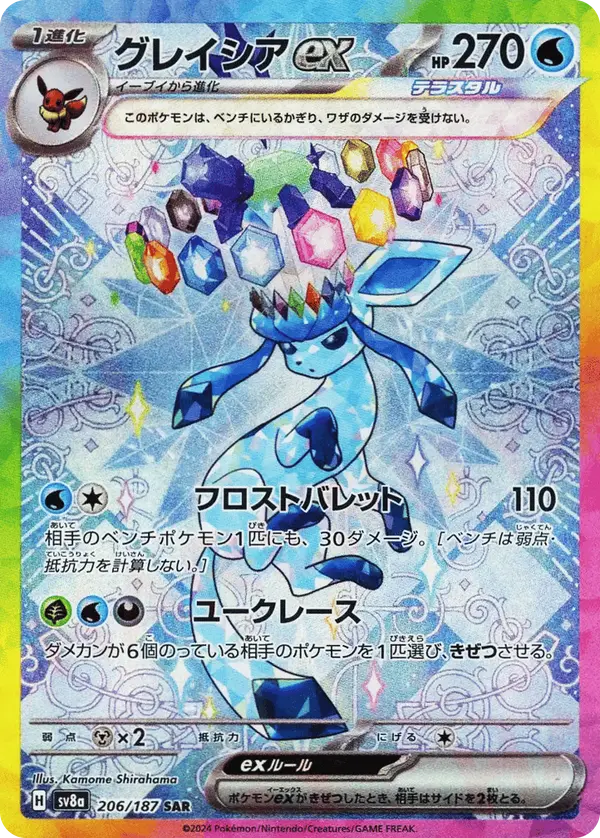 1進化
グレイシアex
HP270
イーブイから進化
テラスタル
このポケモンは、ベンチにいるかぎり、ワザのダメージを受けない。
フロストバレット 110
相手のベンチポケモン1匹にも、30ダメージ。[ベンチは弱点・
抵抗力を計算しない。]
ユークレース
ダメカンが6個のっている相手のポケモンを1匹選び、きぜつさせる。
弱点 ×2 抵抗力 にげる
exルール
ポケモンexがきぜつしたとき、相手はサイドを2枚とる。
Illus. Kamome Shirahama
H sv8a 206/187 SAR
©2024 Pokémon/Nintendo/Creatures/GAME FREAK.